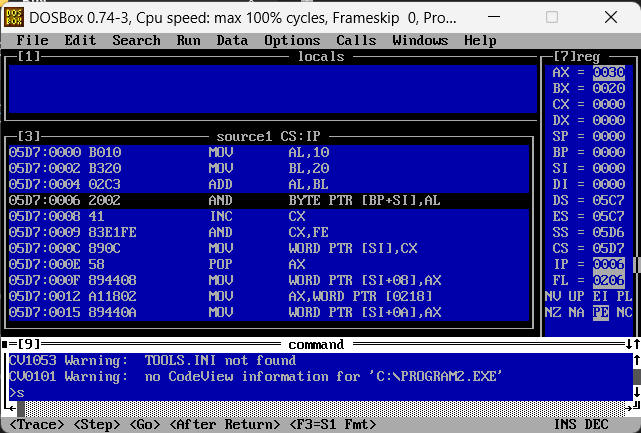 DOS
BOX
DOSBox 0.74-3, Cpu speed: max 100% cycles, Frameskip 0, Pro...
File Edit Search Run Data Options Calls Windows Help
[1] locals
[3] source1 CS:IP
05D7:0000 B010 MOV AL,10
05D7:0002 B320 MOV BL,20
05D7:0004 02C3 ADD AL,BL
05D7:0006 2002 AND BYTE PTR [BP+SI],AL
05D7:0008 41 INC CX
05D7:0009 83E1FE AND CX,FE
05D7:000C 890C MOV WORD PTR [SI],CX
05D7:000E 58 POP AX
05D7:000F 894408 MOV WORD PTR [SI+08],AX
05D7:0012 A11802 MOV AX,WORD PTR [0218]
05D7:0015 89440A MOV WORD PTR [SI+0A],AX
[7]reg
AX = 0030
BX = 0020
CX = 0000
DX = 0000
SP = 0000
BP = 0000
SI = 0000
DI = 0000
DS = 05C7
ES = 05C7
SS = 05D6
CS = 05D7
IP = 0006
FL = 0206
NV UP EI PL
NZ NA PE NC
[9] command
CV1053 Warning: TOOLS.INI not found
CV0101 Warning: no CodeView information for 'C:\PROGRAM2.EXE'
>s
<Trace> <Step> <Go> <After Return> <F3=S1 Fmt> INS DEC